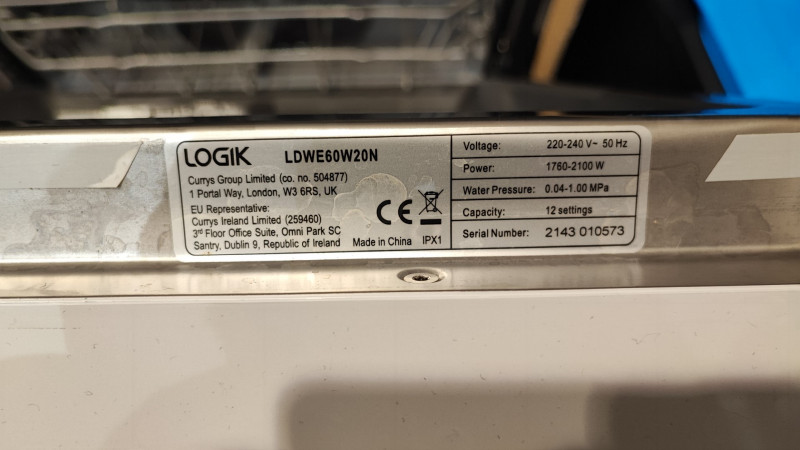 LOGIK LDWE60W20N
Currys Group Limited (co. no. 504877)
1 Portal Way, London, W3 6RS, UK
EU Representative:
Currys Ireland Limited (259460)
3rd Floor Office Suite, Omni Park SC
Santry, Dublin 9, Republic of Ireland
CE
Made in China IPX1
Voltage: 220-240 V~ 50 Hz
Power: 1760-2100 W
Water Pressure: 0.04-1.00 MPa
Capacity: 12 settings
Serial Number: 2143 010573